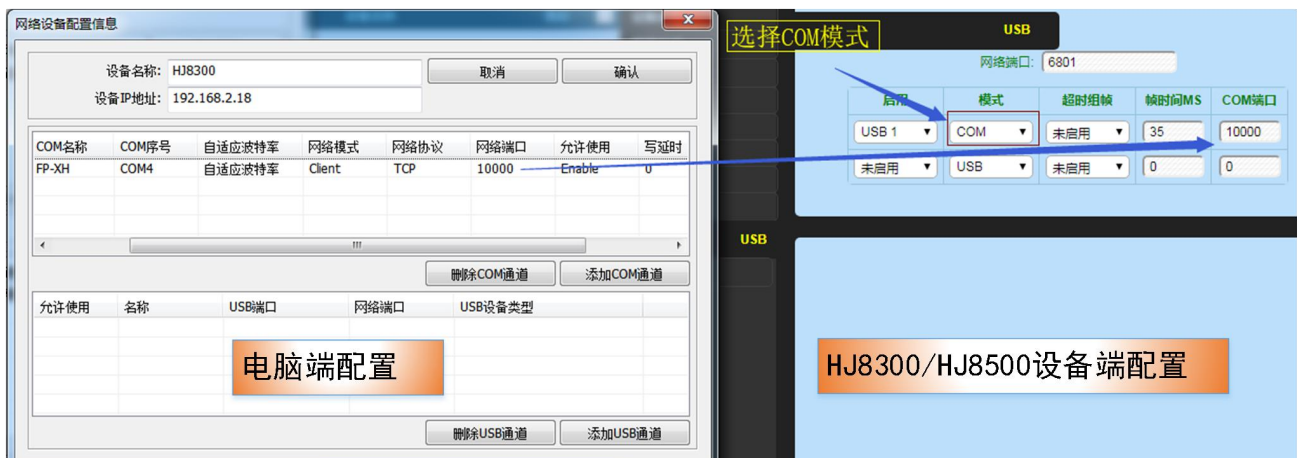 网络设备配置信息
设备名称: HJ8300
取消
确认
设备IP地址: 192.168.2.18
COM名称 COM序号 自适应波特率 网络模式 网络协议 网络端口 允许使用 写延时
FP-XH COM4 自适应波特率 Client TCP 10000 Enable 0
删除COM通道 添加COM通道
允许使用 名称 USB端口 网络端口 USB设备类型
电脑端配置
删除USB通道 添加USB通道
选择COM模式
USB
网络端口: 6801
启用 模式 超时组帧 帧时间MS COM端口
USB 1 COM 未启用 35 10000
未启用 USB 未启用 0 0
USB
HJ8300/HJ8500设备端配置